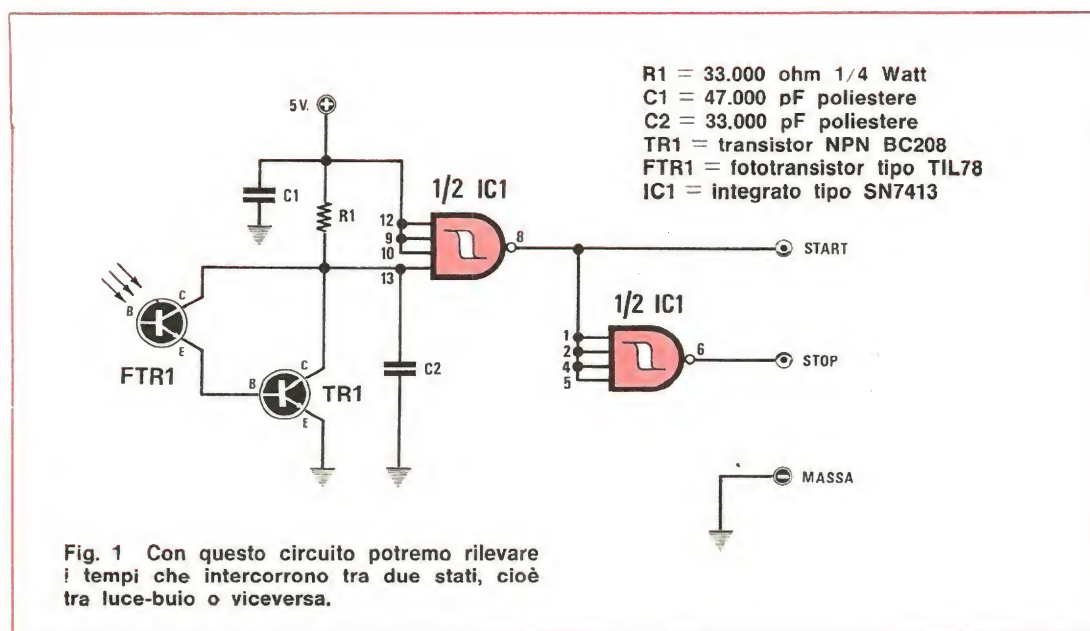 R1 = 33.000 ohm 1/4 Watt
C1 = 47.000 pF poliestere
C2 = 33.000 pF poliestere
TR1 = transistor NPN BC208
FTR1 = fototransistor tipo TIL78
IC1 = integrato tipo SN7413
5V.
C1
R1
1/2 IC1
12
9
10
13
8
START
1/2 IC1
1
2
4
5
6
STOP
B
C
E
FTR1
B
C
E
TR1
C2
MASSA
Fig. 1 Con questo circuito potremo rilevare
i tempi che intercorrono tra due stati, cioè
tra luce-buio o viceversa.